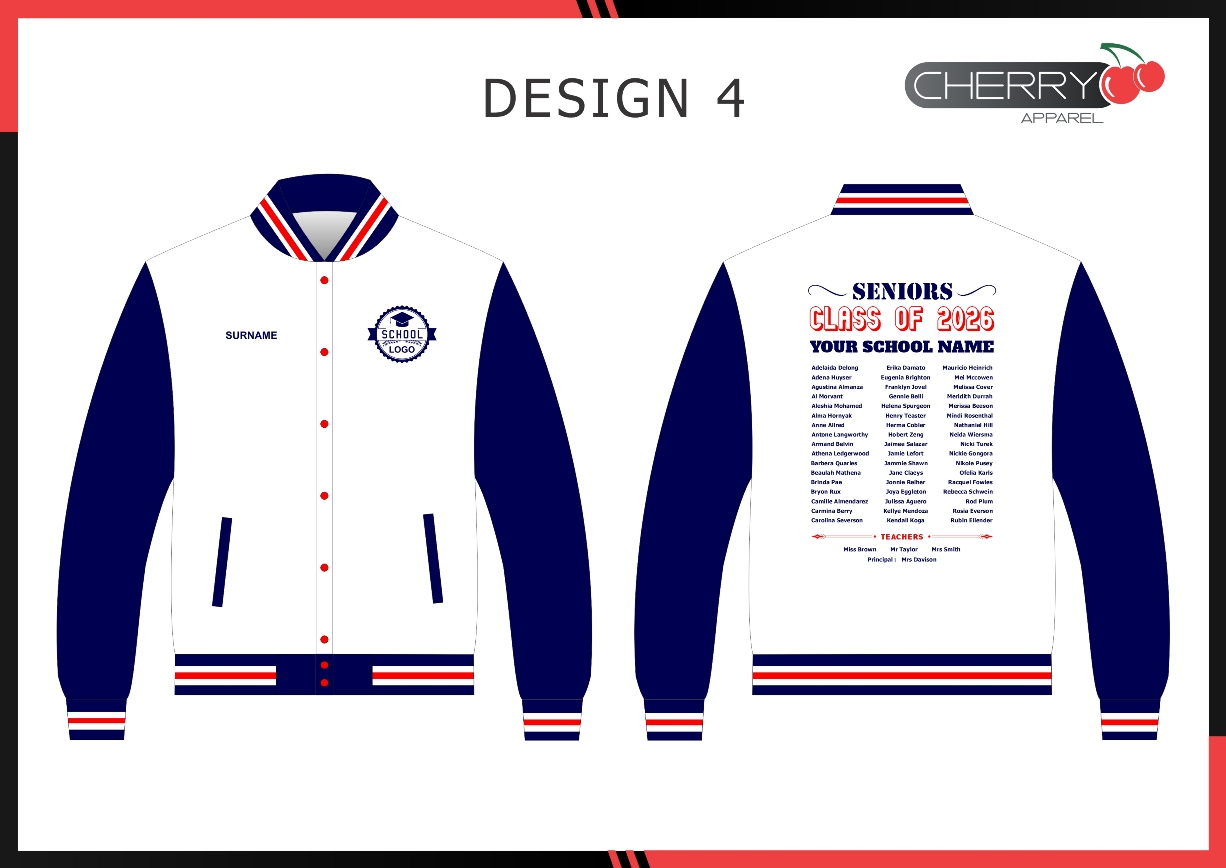 DESIGN 4
CHERRY
APPAREL
SURNAME
SCHOOL
LOGO
SENIORS
CLASS OF 2026
YOUR SCHOOL NAME
Adelaida Delong Erika Damato Mauricio Heinrich
Adena Huyser Eugenia Brighton Mei Mccowen
Agustina Almanza Franklyn Jovel Melissa Cover
Al Morvant Gennie Beili Meridith Durrah
Aleshia Mohamed Helena Spurgeon Merissa Beeson
Alma Hornyak Henry Teaster Mindi Rosenthal
Anne Allred Herma Cobler Nathaniel Hill
Antone Langworthy Hobert Zeng Neida Wiersma
Armand Belvin Jaimee Salazar Nicki Turek
Athena Ledgerwood Jamie Lefort Nickie Gongora
Barbera Quarles Jammie Shawn Nikole Pusey
Beaulah Mathena Jane Claeys Ofelia Karls
Brinda Pae Jonnie Reiher Racquel Fowles
Bryon Rux Joya Eggleton Rebecca Schwein
Camille Almendarez Julissa Aguero Rod Plum
Carmina Berry Kellye Mendoza Rosia Everson
Carolina Severson Kendall Koga Rubin Ellender
TEACHERS
Miss Brown Mr Taylor Mrs Smith
Principal : Mrs Davison